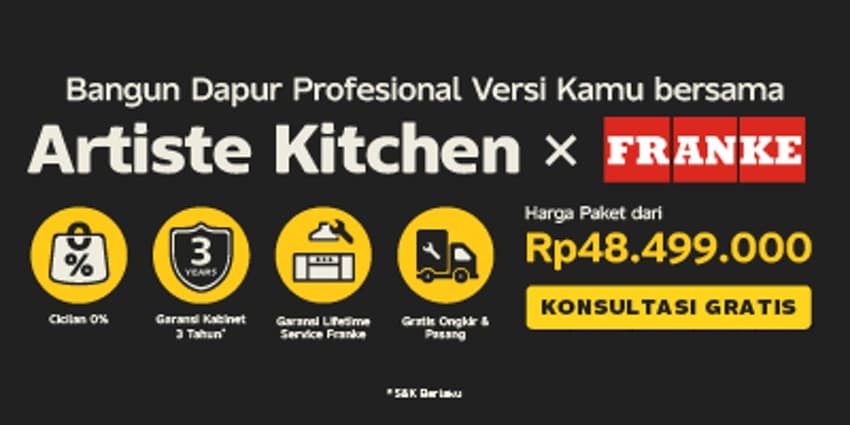 Bangun Dapur Profesional Versi Kamu bersama
Artiste Kitchen × FRANKE
Harga Paket dari
Rp48.499.000
KONSULTASI GRATIS
%
3
YEARS
Cicilan 0%
Garansi Kabinet
3 Tahun*
Garansi Lifetime
Service Franke
Gratis Ongkir &
Pasang
*S&K Berlaku